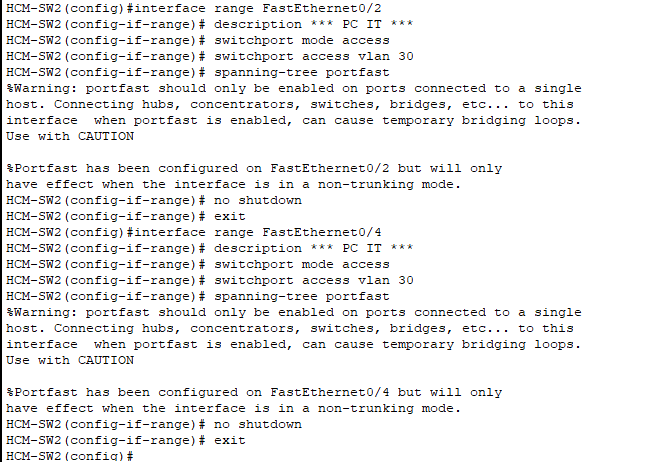 HCM-SW2(config)#interface range FastEthernet0/2
HCM-SW2(config-if-range)# description *** PC IT ***
HCM-SW2(config-if-range)# switchport mode access
HCM-SW2(config-if-range)# switchport access vlan 30
HCM-SW2(config-if-range)# spanning-tree portfast
%Warning: portfast should only be enabled on ports connected to a single
host. Connecting hubs, concentrators, switches, bridges, etc... to this
interface  when portfast is enabled, can cause temporary bridging loops.
Use with CAUTION

%Portfast has been configured on FastEthernet0/2 but will only
have effect when the interface is in a non-trunking mode.
HCM-SW2(config-if-range)# no shutdown
HCM-SW2(config-if-range)# exit
HCM-SW2(config)#interface range FastEthernet0/4
HCM-SW2(config-if-range)# description *** PC IT ***
HCM-SW2(config-if-range)# switchport mode access
HCM-SW2(config-if-range)# switchport access vlan 30
HCM-SW2(config-if-range)# spanning-tree portfast
%Warning: portfast should only be enabled on ports connected to a single
host. Connecting hubs, concentrators, switches, bridges, etc... to this
interface  when portfast is enabled, can cause temporary bridging loops.
Use with CAUTION

%Portfast has been configured on FastEthernet0/4 but will only
have effect when the interface is in a non-trunking mode.
HCM-SW2(config-if-range)# no shutdown
HCM-SW2(config-if-range)# exit
HCM-SW2(config)#